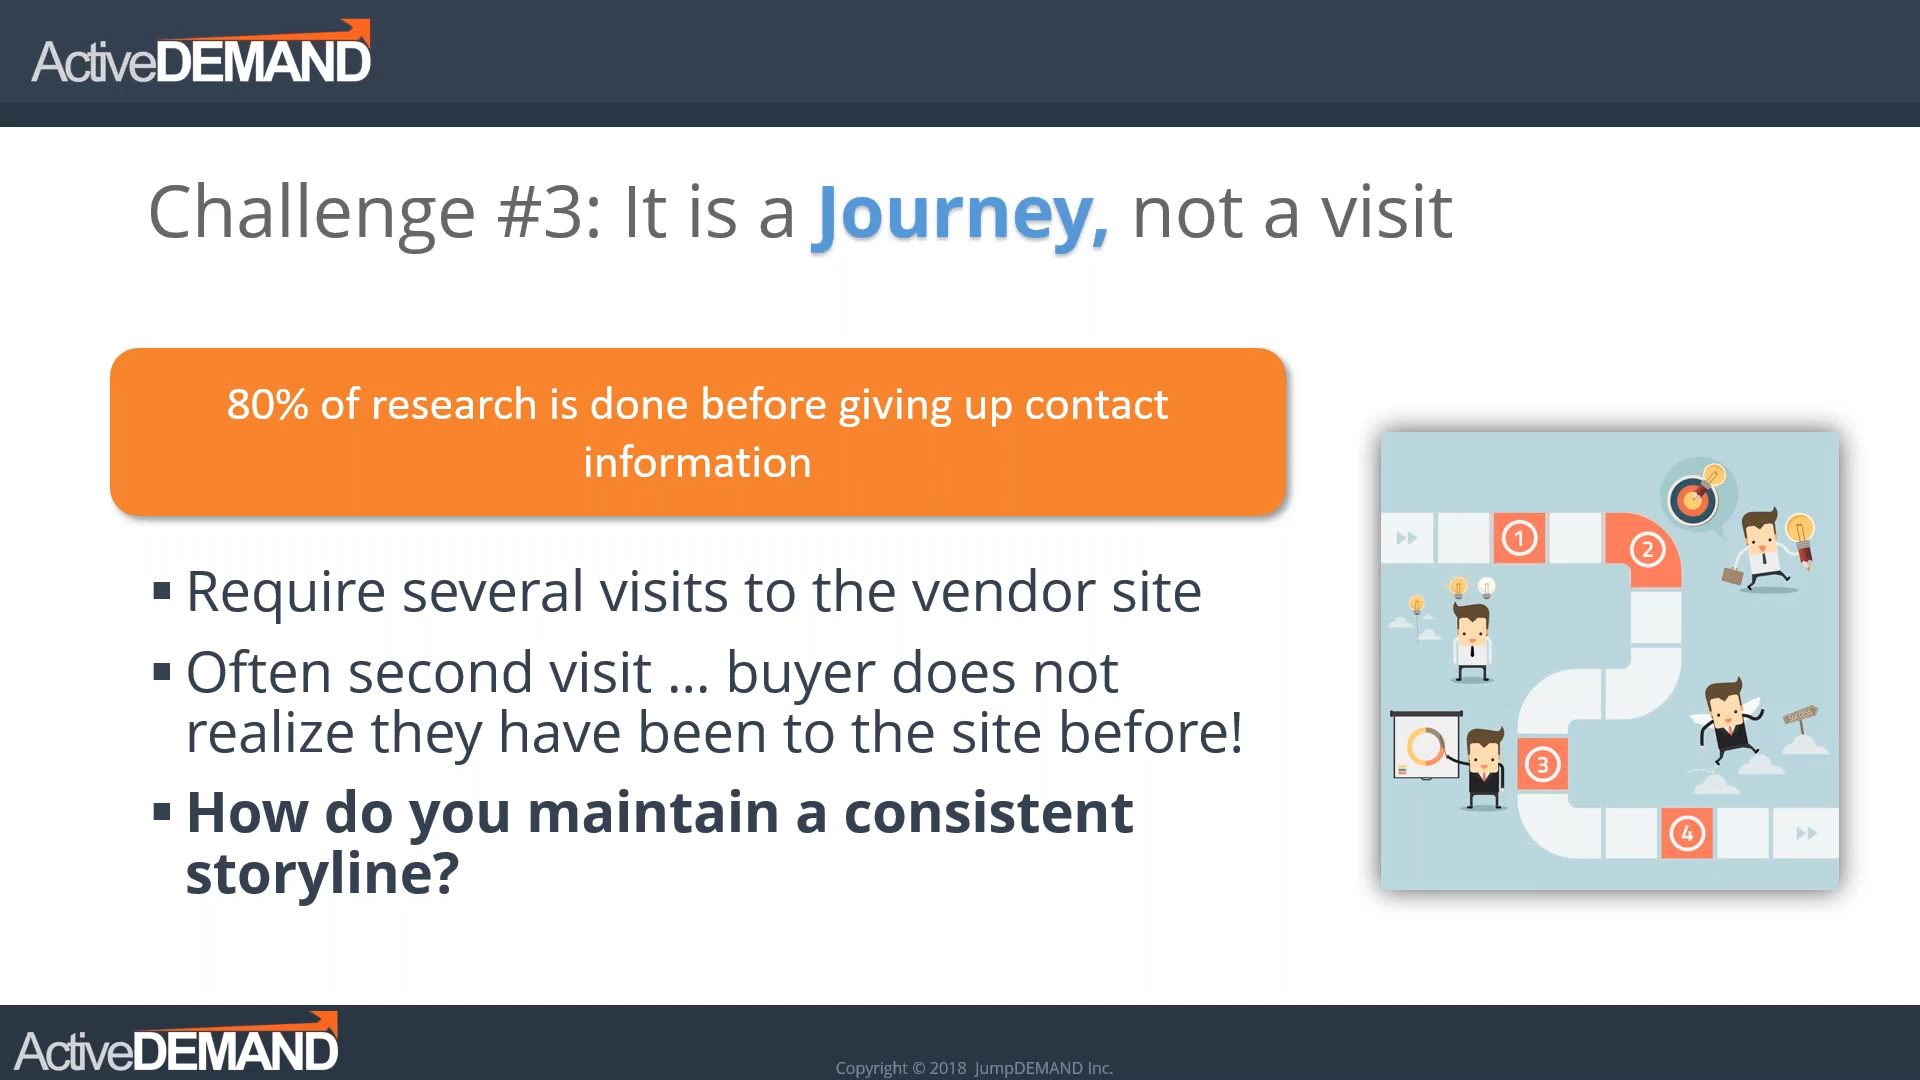 ActiveDEMAND
Challenge #3: It is a Journey, not a visit
80% of research is done before giving up contact
information
▪ Require several visits to the vendor site
▪ Often second visit ... buyer does not
realize they have been to the site before!
▪ How do you maintain a consistent
storyline?
1
2
3
4
SUCCESS
ActiveDEMAND
Copyright © 2018 JumpDEMAND Inc.